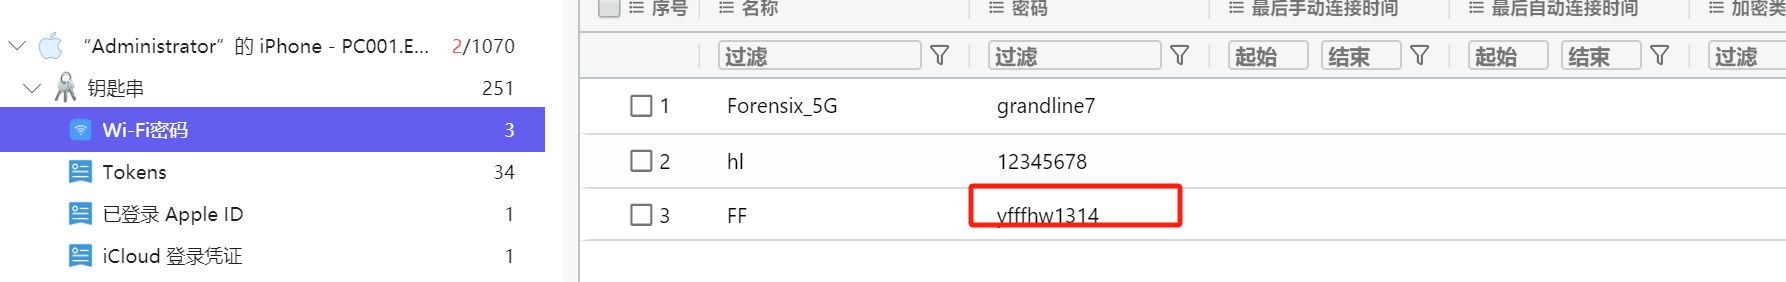 序号 名称 密码 最后手动连接时间 最后自动连接时间 加密类
“Administrator”的 iPhone - PC001.E... 2/1070
过滤 过滤 起始 结束 起始 结束 过滤
钥匙串 251
1 Forensix_5G grandline7
Wi-Fi密码 3
2 hl 12345678
Tokens 34
3 FF yfffhw1314
已登录 Apple ID 1
iCloud 登录凭证 1